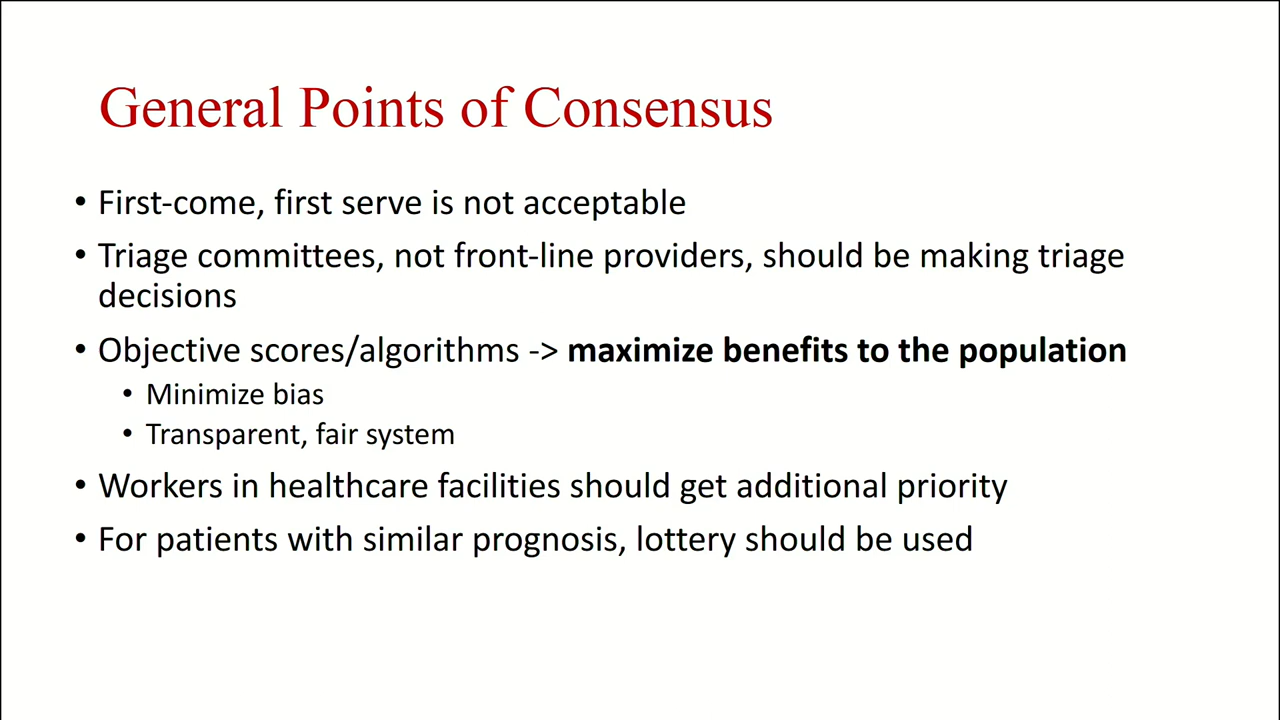 General Points of Consensus
• First-come, first serve is not acceptable
• Triage committees, not front-line providers, should be making triage
decisions
• Objective scores/algorithms -> maximize benefits to the population
• Minimize bias
• Transparent, fair system
• Workers in healthcare facilities should get additional priority
• For patients with similar prognosis, lottery should be used